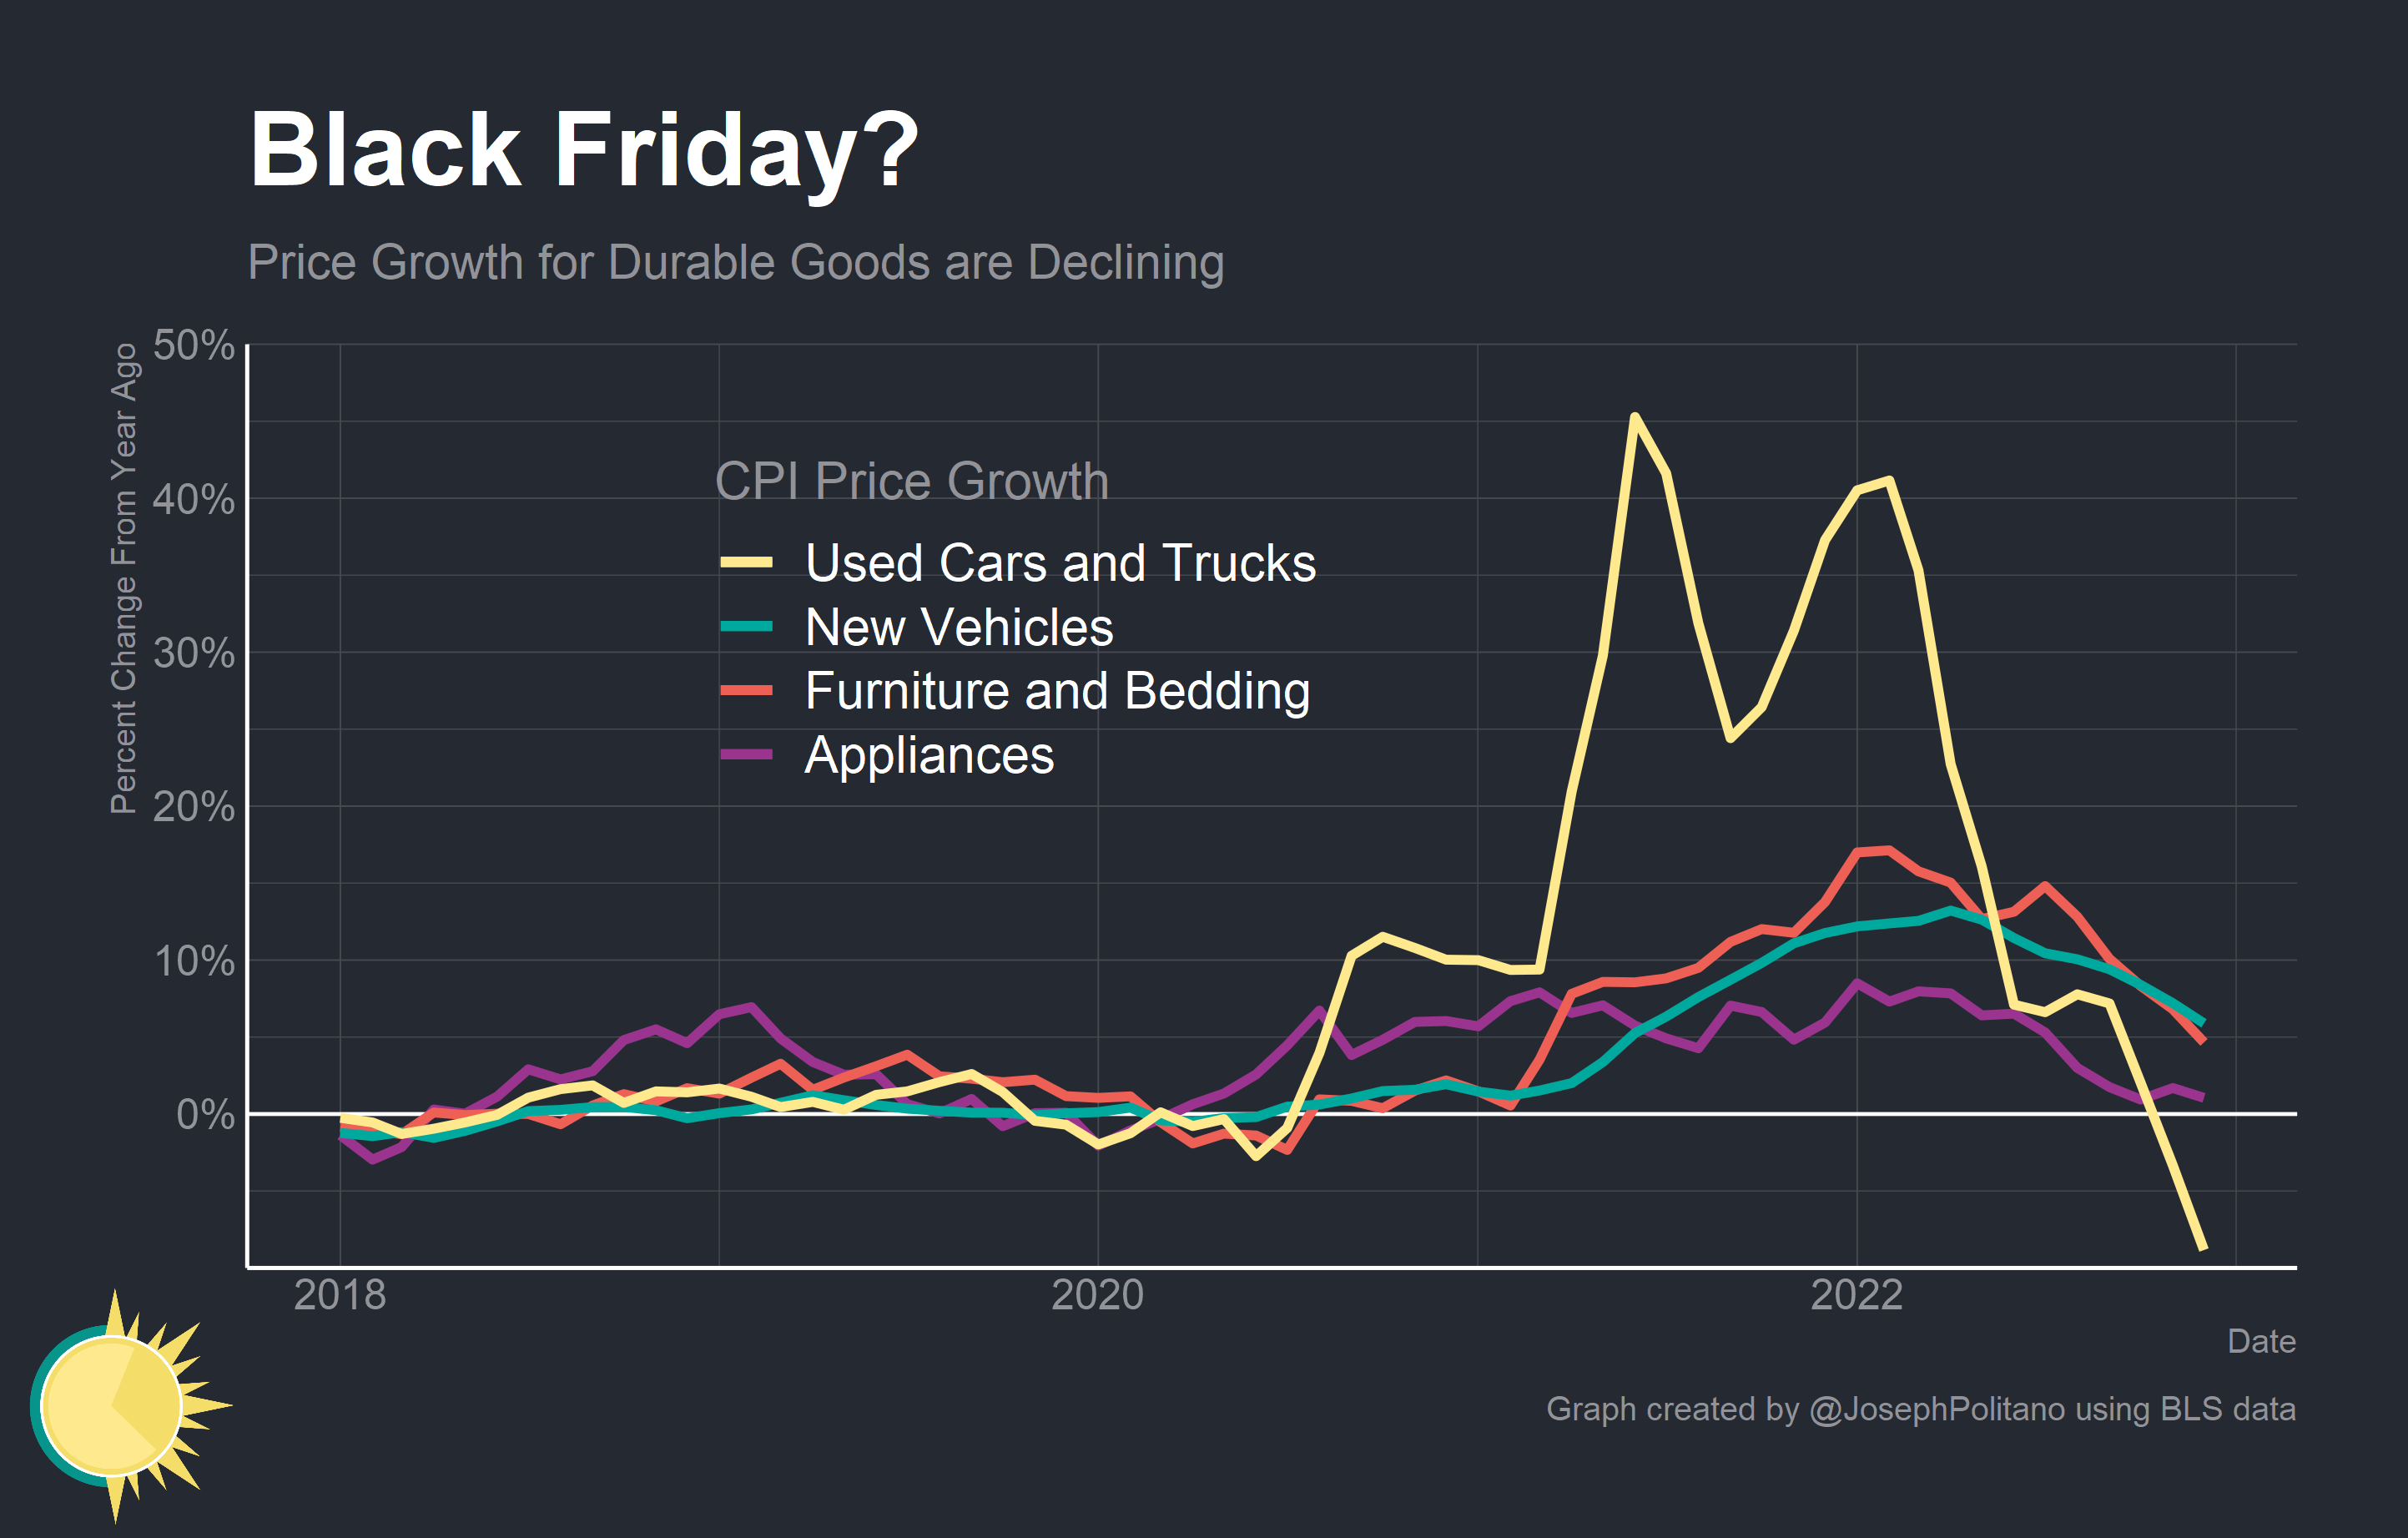 Black Friday?
Price Growth for Durable Goods are Declining
Percent Change From Year Ago
50%
40%
30%
20%
10%
0%
CPI Price Growth
Used Cars and Trucks
New Vehicles
Furniture and Bedding
Appliances
2018
2020
2022
Date
Graph created by @JosephPolitano using BLS data